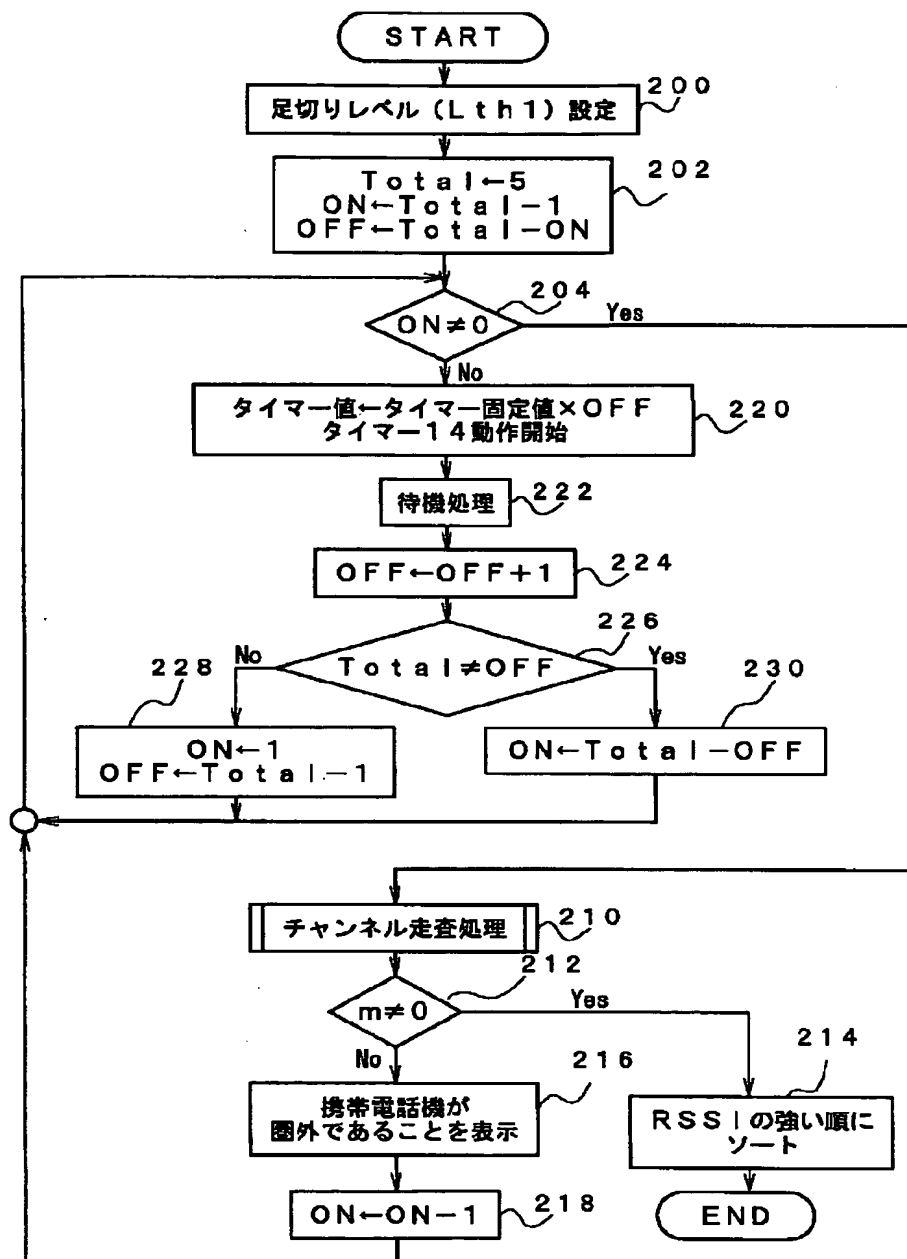 START
200
足切りレベル（Lth1）設定
202
Total←5
ON←Total-1
OFF←Total-ON
204
ON≠0
Yes
No
タイマー値←タイマー固定値×OFF
タイマー14動作開始
220
待機処理
222
OFF←OFF+1
224
226
Total≠OFF
No
Yes
228
230
ON←1
OFF←Total-1
ON←Total-OFF
チャンネル走査処理
210
212
m≠0
Yes
No
216
214
携帯電話機が
圏外であることを表示
RSSIの強い順に
ソート
ON←ON-1
218
END